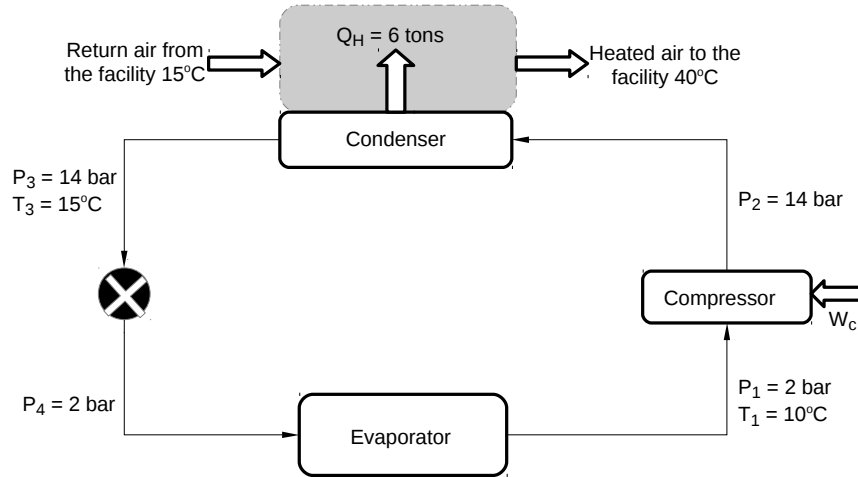 Return air from
the facility 15°C
Q_H = 6 tons
Heated air to the
facility 40°C
Condenser
P_3 = 14 bar
T_3 = 15°C
P_2 = 14 bar
Compressor
W_c
P_4 = 2 bar
Evaporator
P_1 = 2 bar
T_1 = 10°C